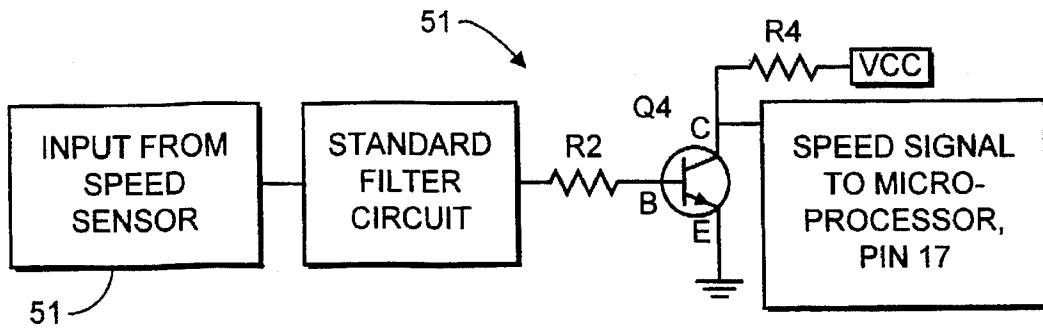 51
R4
VCC
Q4
C
INPUT FROM
SPEED
SENSOR
STANDARD
FILTER
CIRCUIT
R2
B
E
SPEED SIGNAL
TO MICRO-
PROCESSOR,
PIN 17
51